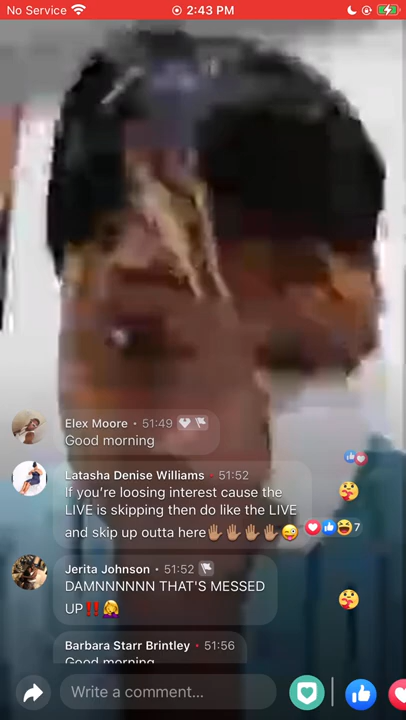 No Service 2:43 PM
Elex Moore • 51:49
Good morning
Latasha Denise Williams • 51:52
If you're loosing interest cause the
LIVE is skipping then do like the LIVE
and skip up outta here🖐🏽🖐🏽🖐🏽🖐🏽😜
7
Jerita Johnson • 51:52
DAMNNNNNN THAT'S MESSED
UP‼️🤦‍♀️
Barbara Starr Brintley • 51:56
Good morning
Write a comment...